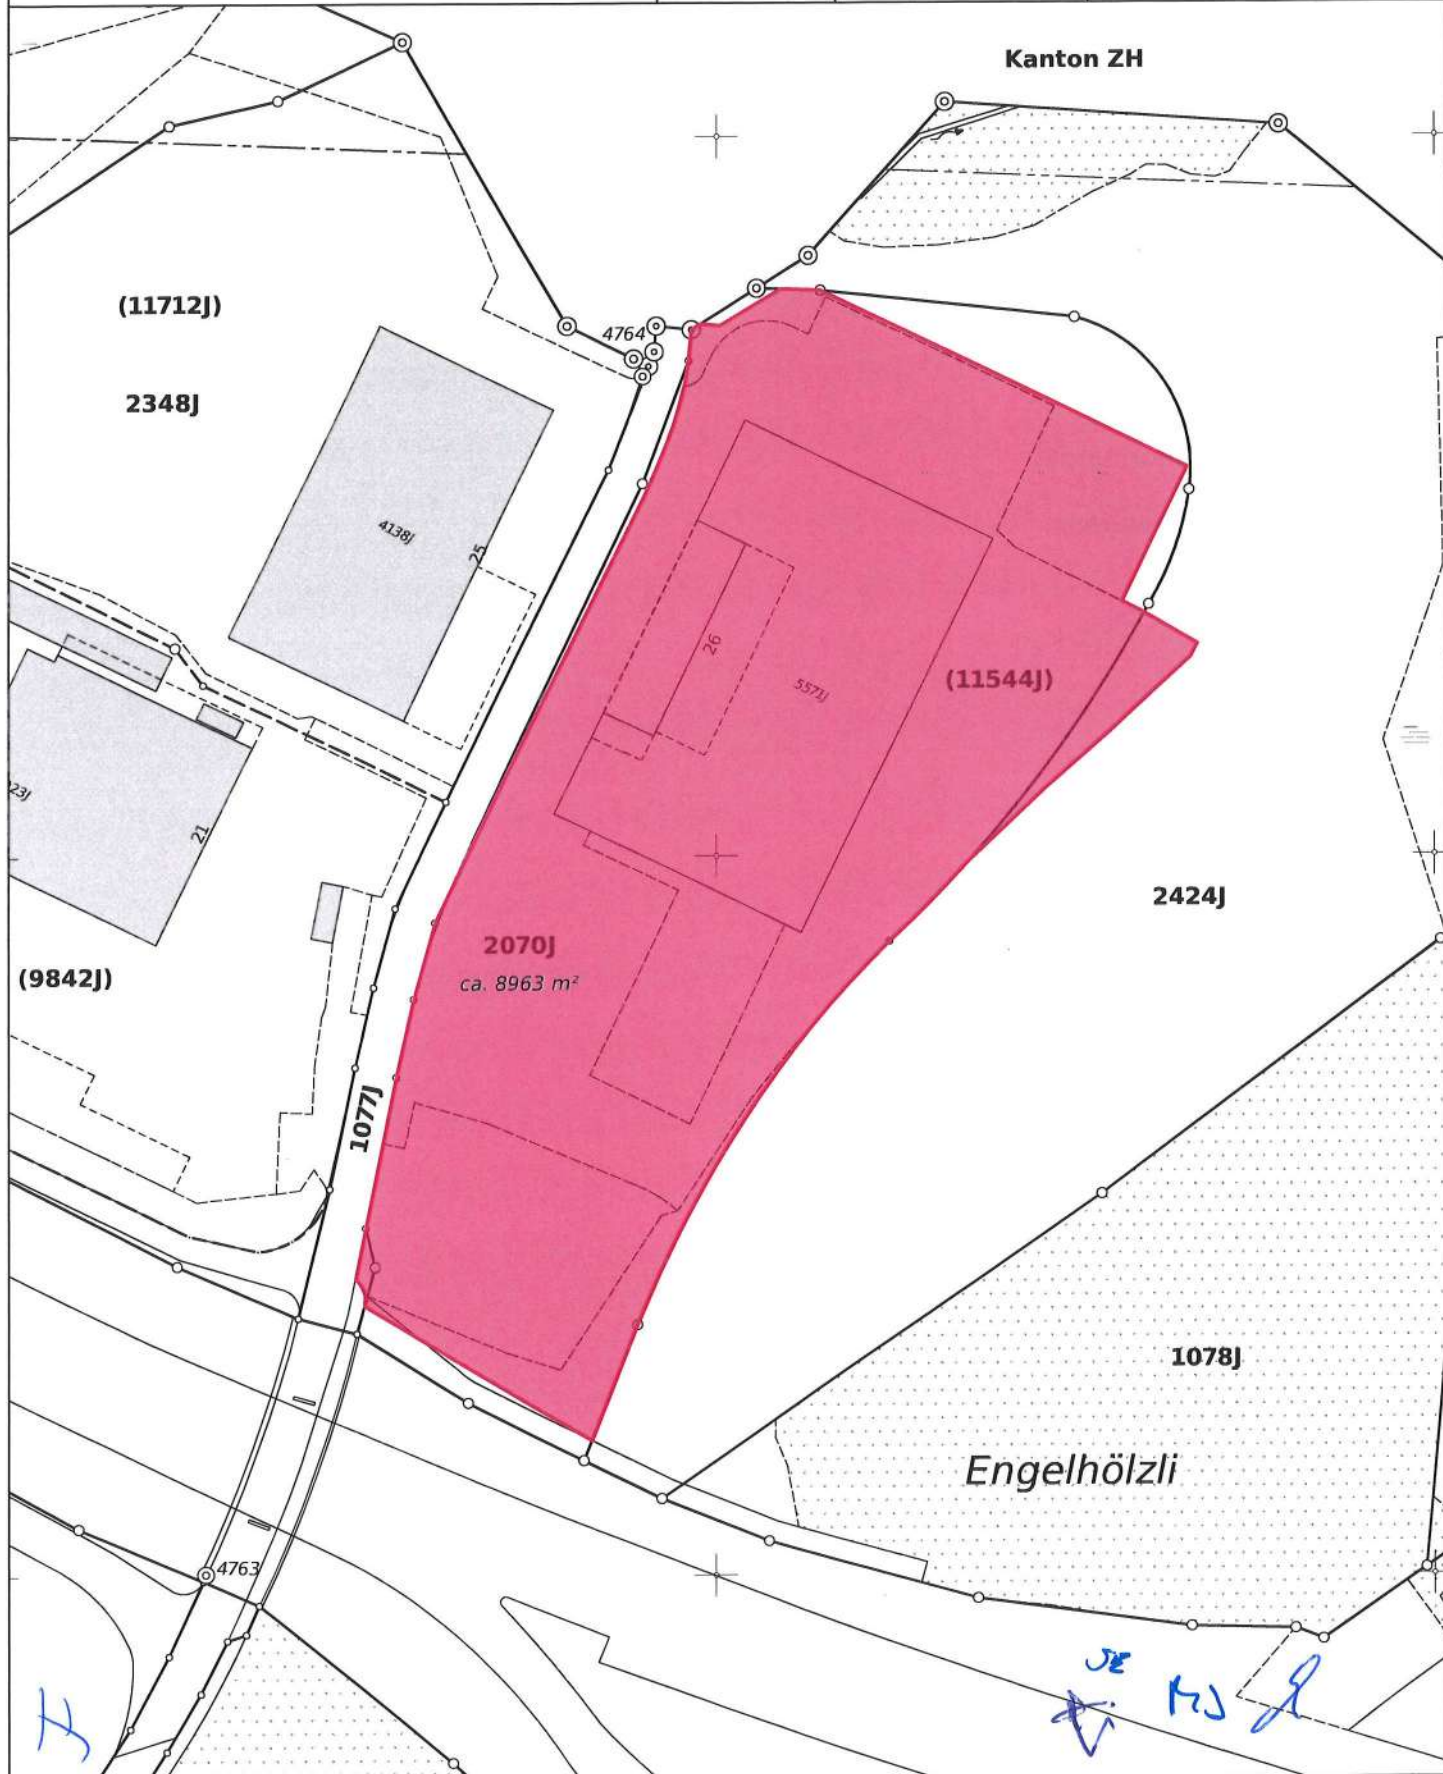 Kanton ZH
(11712J)
4764
2348J
4138J
25
26
5571J
(11544J)
23J
21
2424J
2070J
(9842J)
ca. 8963 m²
1077J
1078J
Engelhölzli
4763
MJ